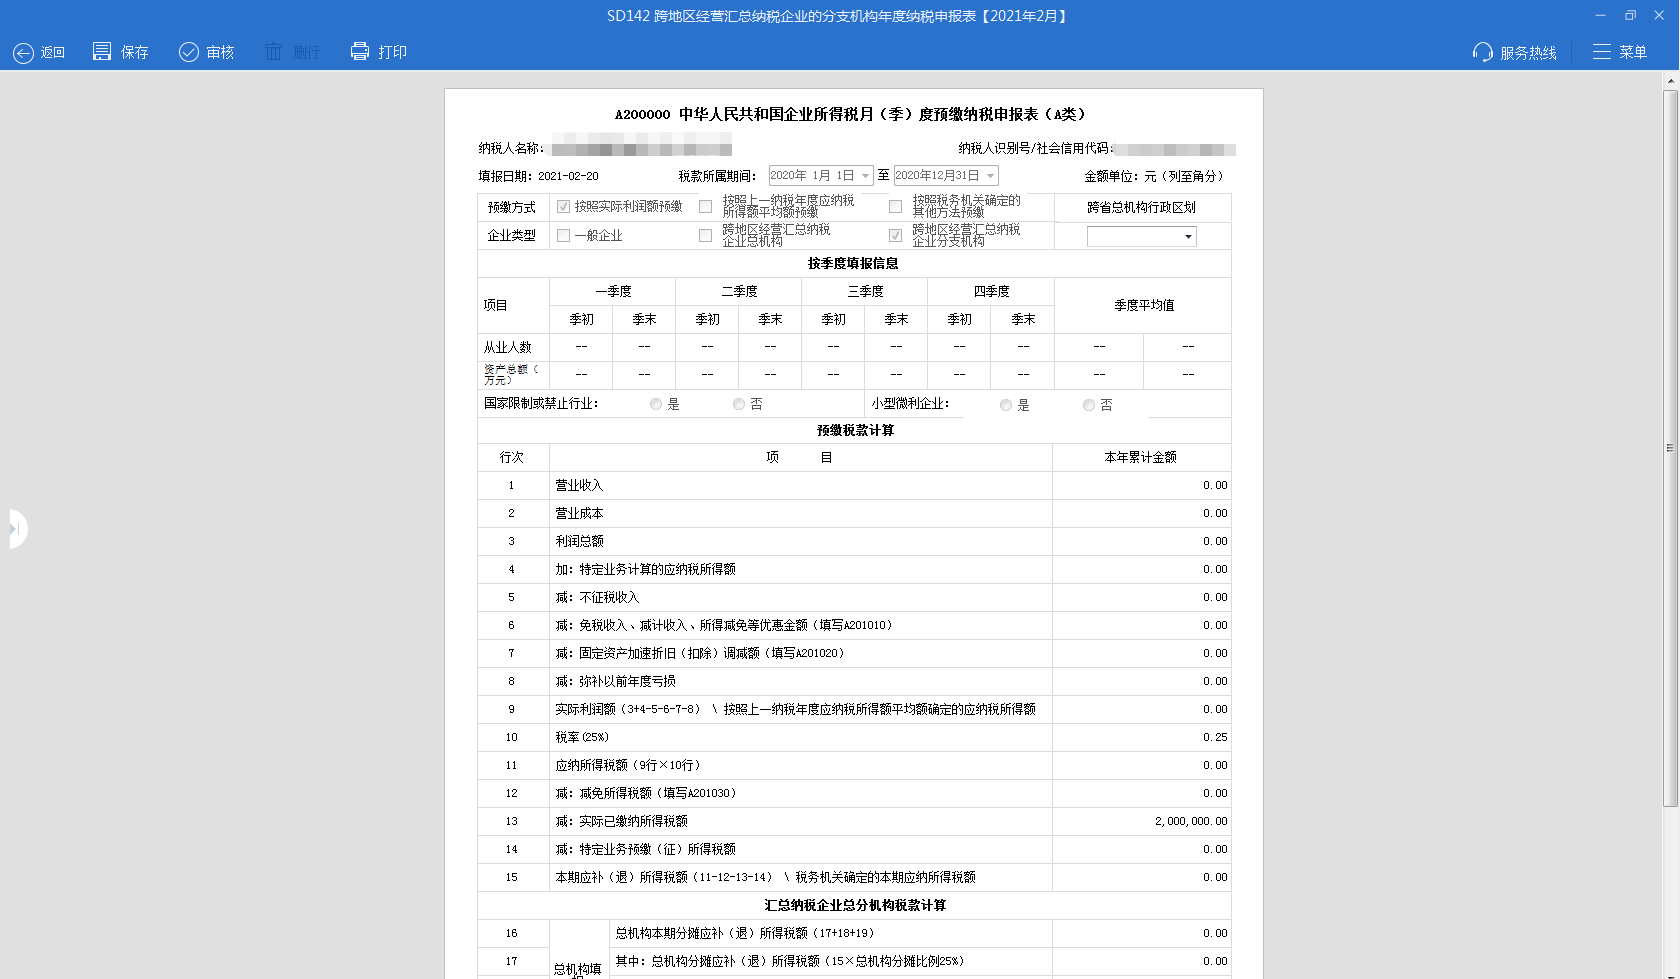 SD142 跨地区经营汇总纳税企业的分支机构年度纳税申报表【2021年2月】
返回 保存 审核 删行 打印 服务热线 菜单
A200000 中华人民共和国企业所得税月（季）度预缴纳税申报表（A类）
纳税人名称： 纳税人识别号/社会信用代码：
填报日期：2021-02-20 税款所属期间： 2020年 1月 1日 至 2020年12月31日 金额单位：元（列至角分）
预缴方式 按照实际利润额预缴 按照上一纳税年度应纳税所得额平均额预缴 按照税务机关确定的其他方法预缴 跨省总机构行政区划
企业类型 一般企业 跨地区经营汇总纳税企业总机构 跨地区经营汇总纳税企业分支机构
按季度填报信息
项目 一季度 二季度 三季度 四季度 季度平均值
季初 季末 季初 季末 季初 季末 季初 季末
从业人数 -- -- -- -- -- -- -- -- -- --
资产总额（万元） -- -- -- -- -- -- -- -- -- --
国家限制或禁止行业： 是 否 小型微利企业： 是 否
预缴税款计算
行次 项 目 本年累计金额
1 营业收入 0.00
2 营业成本 0.00
3 利润总额 0.00
4 加：特定业务计算的应纳税所得额 0.00
5 减：不征税收入 0.00
6 减：免税收入、减计收入、所得减免等优惠金额（填写A201010） 0.00
7 减：固定资产加速折旧（扣除）调减额（填写A201020） 0.00
8 减：弥补以前年度亏损 0.00
9 实际利润额（3+4-5-6-7-8） \ 按照上一纳税年度应纳税所得额平均额确定的应纳税所得额 0.00
10 税率(25%) 0.25
11 应纳所得税额（9行×10行） 0.00
12 减：减免所得税额（填写A201030） 0.00
13 减：实际已缴纳所得税额 2,000,000.00
14 减：特定业务预缴（征）所得税额 0.00
15 本期应补（退）所得税额（11-12-13-14） \ 税务机关确定的本期应纳所得税额 0.00
汇总纳税企业总分机构税款计算
16 总机构本期分摊应补（退）所得税额（17+18+19） 0.00
17 其中：总机构分摊应补（退）所得税额（15×总机构分摊比例25%） 0.00
总机构填